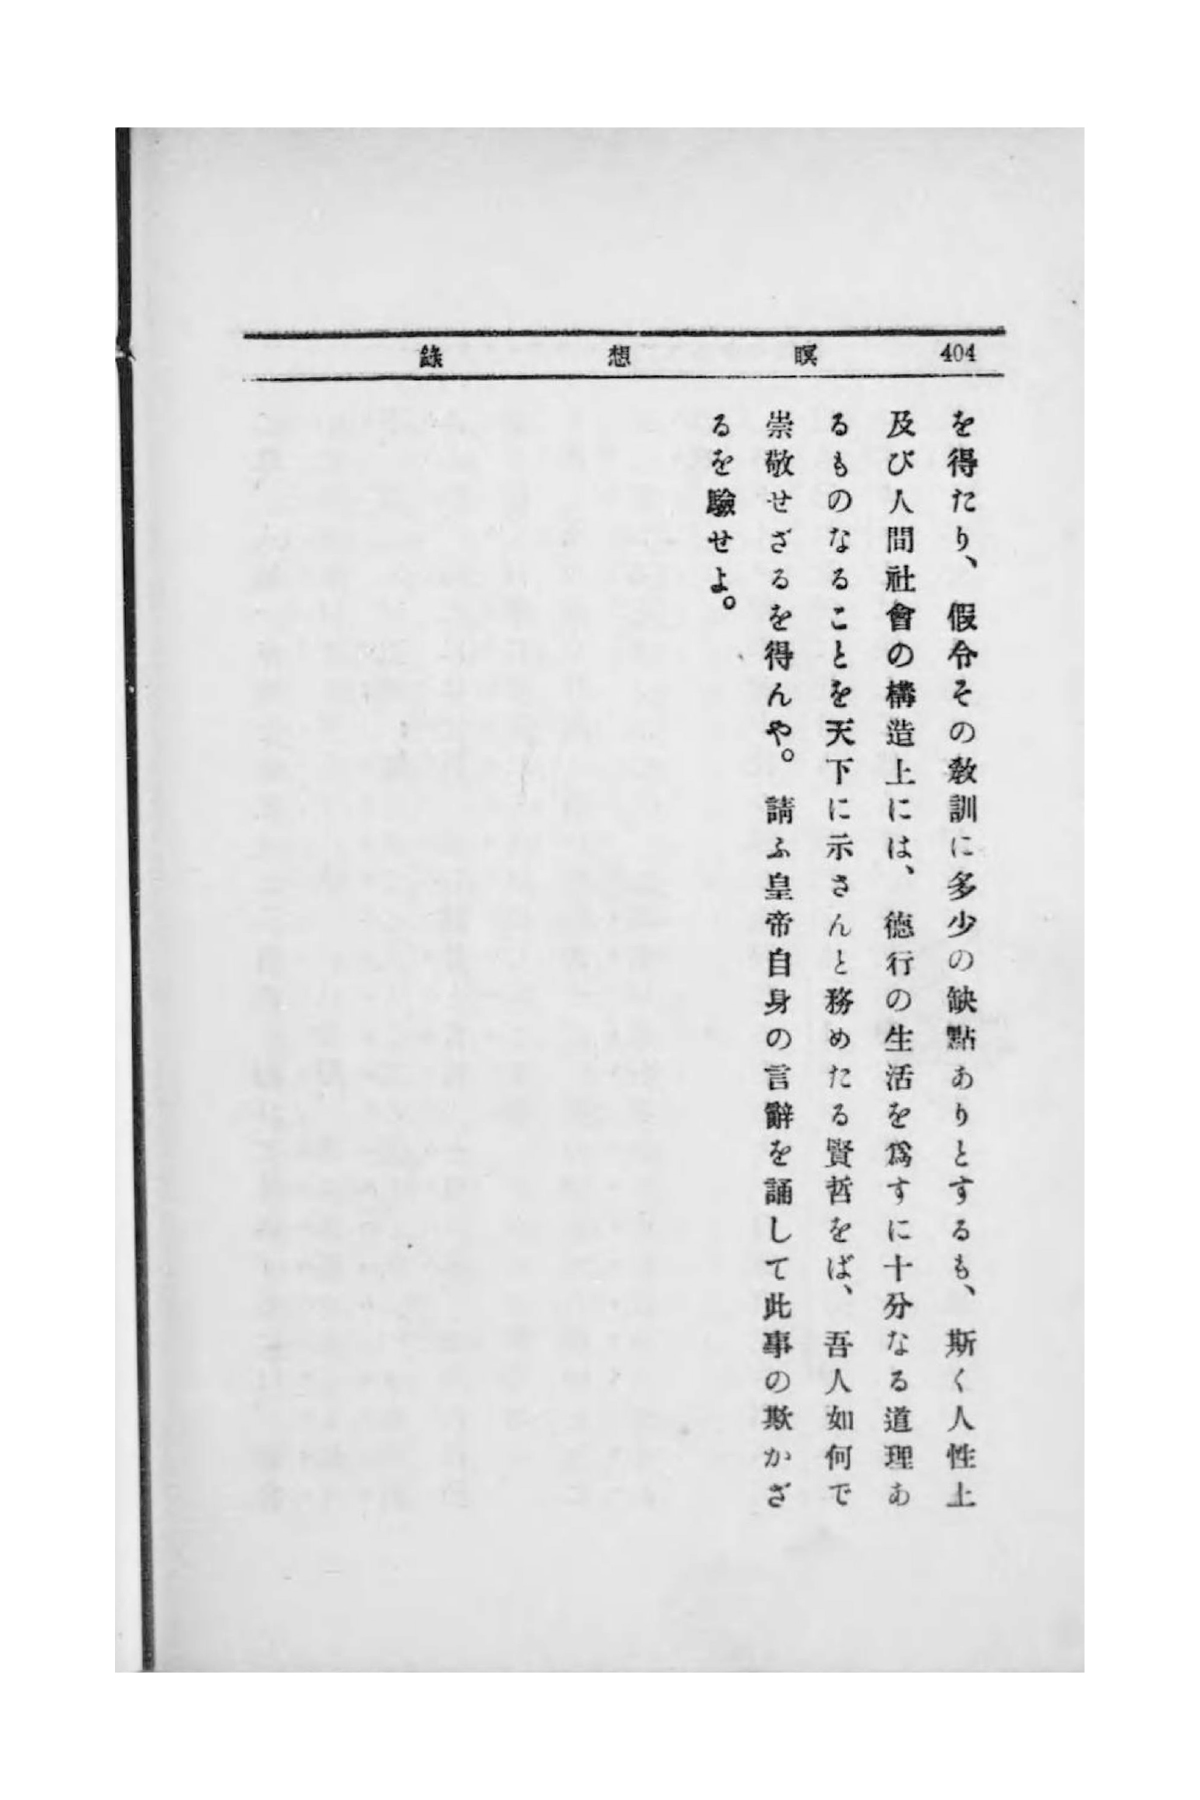 404 瞑想錄
を得たり、假令その敎訓に多少の缺點ありとするも、斯く人性上
及び人間社會の構造上には、德行の生活を爲すに十分なる道理あ
るものなることを天下に示さんと務めたる賢哲をば、吾人如何で
崇敬せざるを得んや。請ふ皇帝自身の言辭を誦して此事の欺かざ
るを驗せよ。